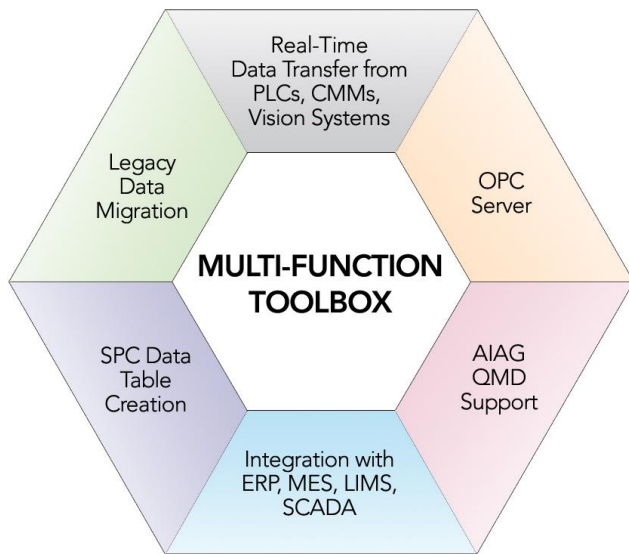 Real-Time
Data Transfer from
PLCs, CMMs,
Vision Systems
OPC
Server
AIAG
QMD
Support
Integration with
ERP, MES, LIMS,
SCADA
SPC Data
Table
Creation
Legacy
Data
Migration
MULTI-FUNCTION
TOOLBOX